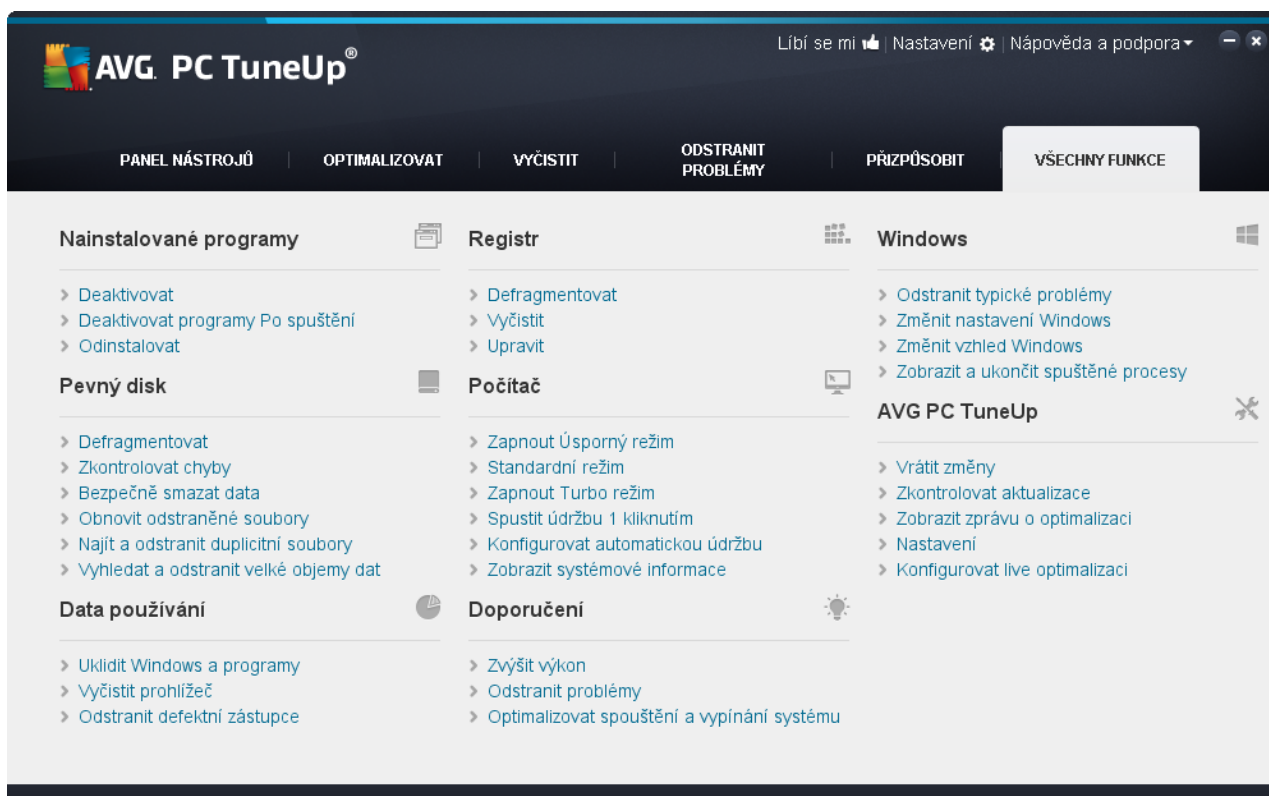 AVG PC TuneUp®
Líbí se mi | Nastavení | Nápověda a podpora
PANEL NÁSTROJŮ
OPTIMALIZOVAT
VYČISTIT
ODSTRANIT
PROBLÉMY
PŘIZPŮSOBIT
VŠECHNY FUNKCE
Nainstalované programy
Deaktivovat
Deaktivovat programy Po spuštění
Odinstalovat
Pevný disk
Defragmentovat
Zkontrolovat chyby
Bezpečně smazat data
Obnovit odstraněné soubory
Najít a odstranit duplicitní soubory
Vyhledat a odstranit velké objemy dat
Data používání
Uklidit Windows a programy
Vyčistit prohlížeč
Odstranit defektní zástupce
Registr
Defragmentovat
Vyčistit
Upravit
Počítač
Zapnout Úsporný režim
Standardní režim
Zapnout Turbo režim
Spustit údržbu 1 kliknutím
Konfigurovat automatickou údržbu
Zobrazit systémové informace
Doporučení
Zvýšit výkon
Odstranit problémy
Optimalizovat spouštění a vypínání systému
Windows
Odstranit typické problémy
Změnit nastavení Windows
Změnit vzhled Windows
Zobrazit a ukončit spuštěné procesy
AVG PC TuneUp
Vrátit změny
Zkontrolovat aktualizace
Zobrazit zprávu o optimalizaci
Nastavení
Konfigurovat live optimalizaci